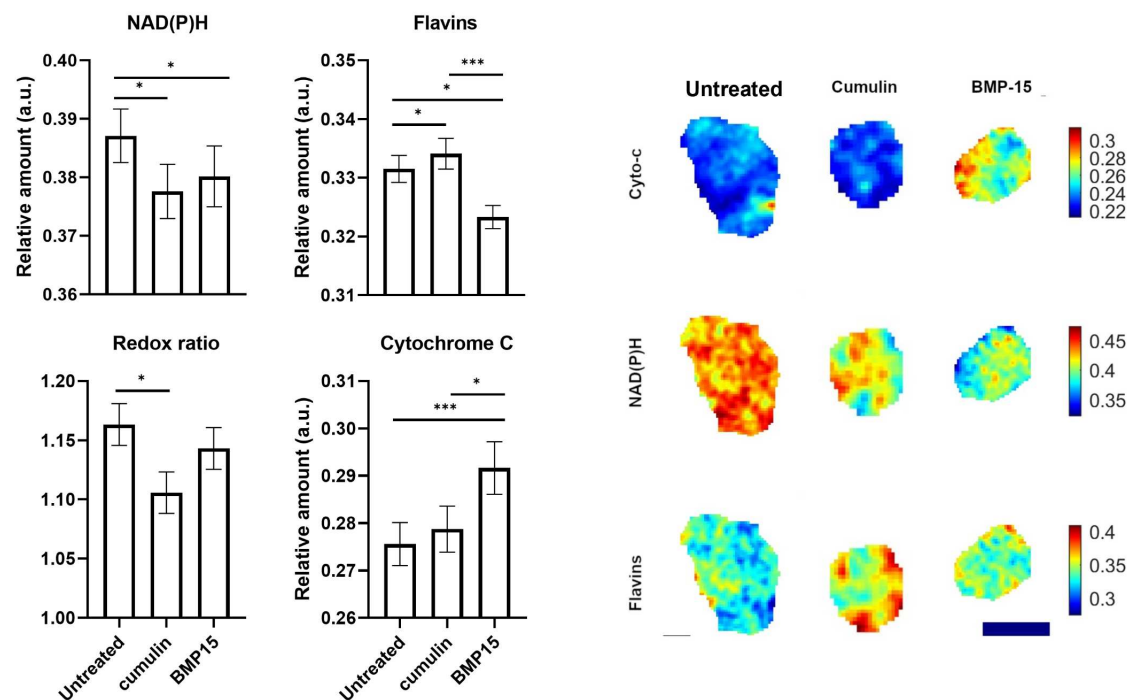 NAD(P)H
Relative amount (a.u.)
0.40
0.39
0.38
0.37
0.36
*
*
Flavins
Relative amount (a.u.)
0.35
0.34
0.33
0.32
0.31
***
*
*
Redox ratio
1.20
1.15
1.10
1.05
1.00
*
Untreated
cumulin
BMP15
Cytochrome C
Relative amount (a.u.)
0.31
0.30
0.29
0.28
0.27
0.26
*
***
Untreated
cumulin
BMP15
Untreated
Cumulin
BMP-15
Cyto-c
0.3
0.28
0.26
0.24
0.22
NAD(P)H
0.45
0.4
0.35
Flavins
0.4
0.35
0.3